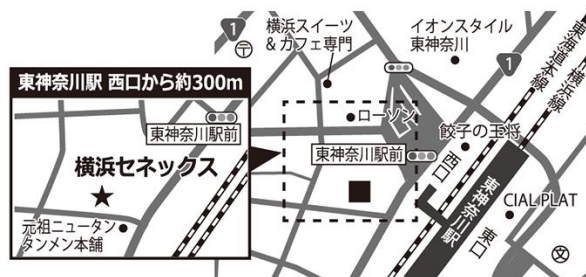 東神奈川駅 西口から約300m
東神奈川駅前
横浜セネックス
元祖ニュータン
タンメン本舗
1
横浜スイーツ
&カフェ専門
イオンスタイル
東神奈川
1
東海道本線
横浜線
ローソン
餃子の王将
東神奈川駅前
西口
東神奈川駅
東口
CIAL PLAT
文